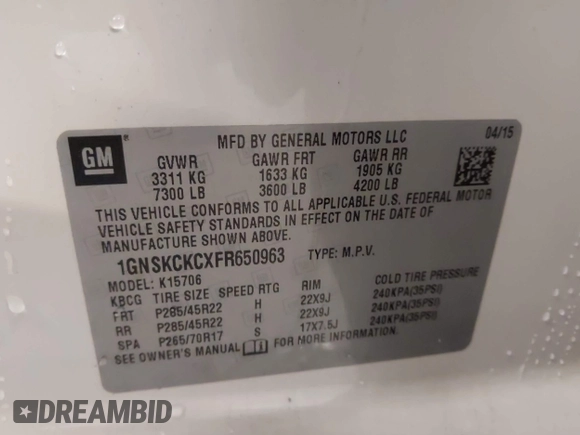 GM
MFD BY GENERAL MOTORS LLC
04/15
GVWR GAWR FRT GAWR RR
3311 KG 1633 KG 1905 KG
7300 LB 3600 LB 4200 LB
THIS VEHICLE CONFORMS TO ALL APPLICABLE U.S. FEDERAL MOTOR
VEHICLE SAFETY STANDARDS IN EFFECT ON THE DATE OF
MANUFACTURE SHOWN ABOVE.
1GNSKCKCXFR650963 TYPE: M.P.V.
MODEL: K15706
KBCG TIRE SIZE SPEED RTG RIM COLD TIRE PRESSURE
FRT P285/45R22 H 22X9J 240KPA(35PSI)
RR P285/45R22 H 22X9J 240KPA(35PSI)
SPA P265/70R17 S 17X7.5J 240KPA(35PSI)
SEE OWNER'S MANUAL FOR MORE INFORMATION.
DREAMBID